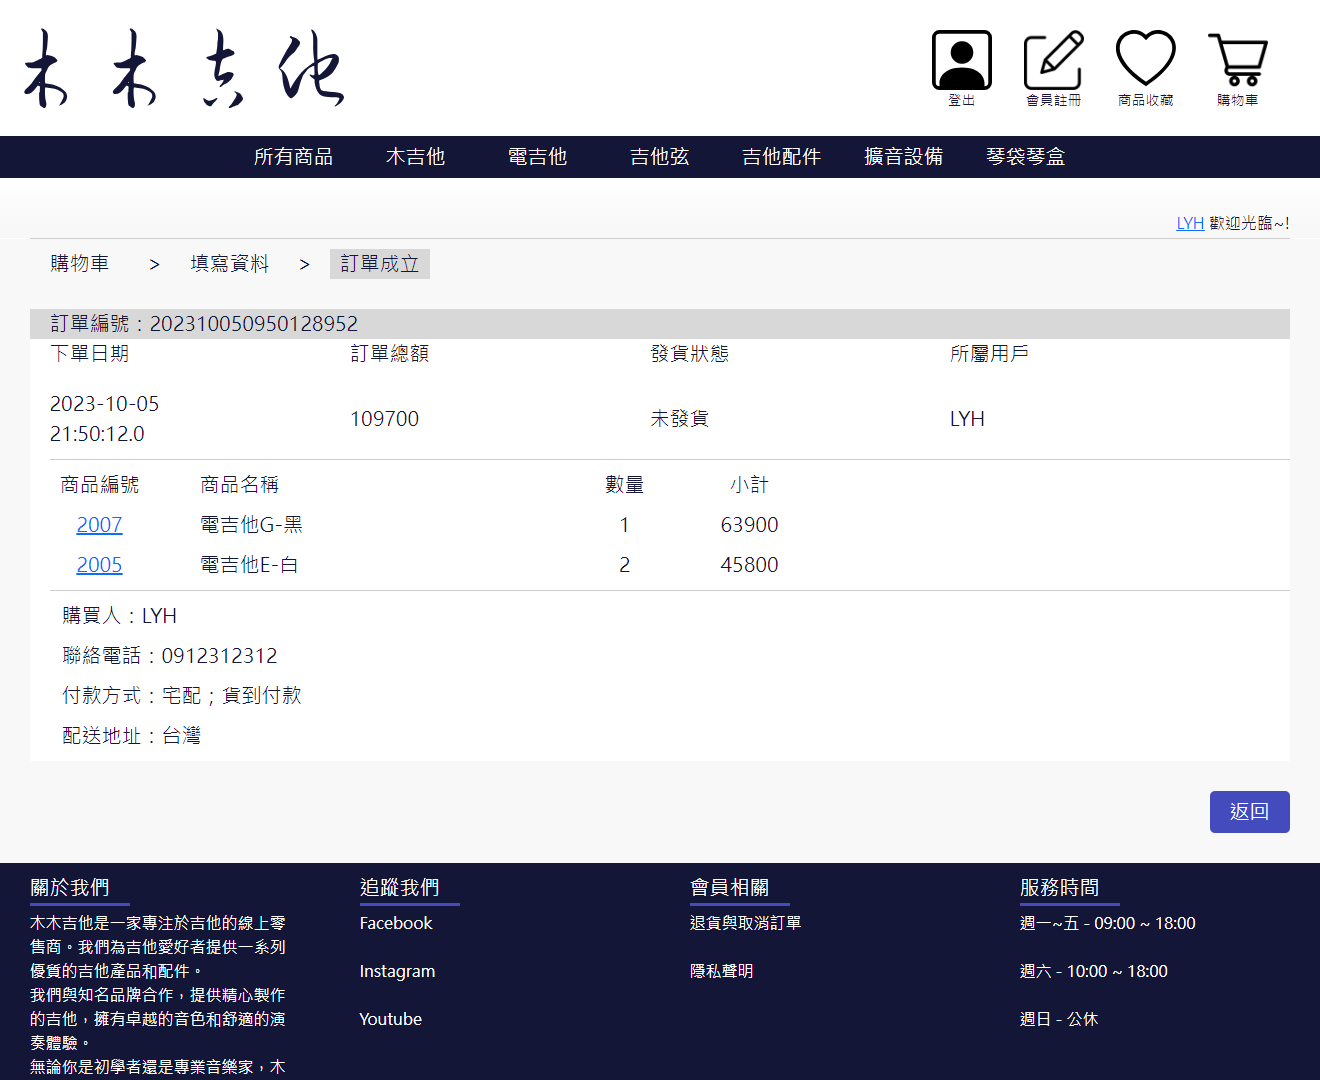 木木吉他
登出 會員註冊 商品收藏 購物車
所有商品 木吉他 電吉他 吉他弦 吉他配件 擴音設備 琴袋琴盒
LYH 歡迎光臨~!
購物車 > 填寫資料 > 訂單成立
訂單編號：202310050950128952
下單日期 訂單總額 發貨狀態 所屬用戶
2023-10-05
21:50:12.0 109700 未發貨 LYH
商品編號 商品名稱 數量 小計
2007 電吉他G-黑 1 63900
2005 電吉他E-白 2 45800
購買人：LYH
聯絡電話：0912312312
付款方式：宅配；貨到付款
配送地址：台灣
返回
關於我們
木木吉他是一家專注於吉他的線上零
售商。我們為吉他愛好者提供一系列
優質的吉他產品和配件。
我們與知名品牌合作，提供精心製作
的吉他，擁有卓越的音色和舒適的演
奏體驗。
無論你是初學者還是專業音樂家，木
追蹤我們
Facebook
Instagram
Youtube
會員相關
退貨與取消訂單
隱私聲明
服務時間
週一~五 - 09:00 ~ 18:00
週六 - 10:00 ~ 18:00
週日 - 公休